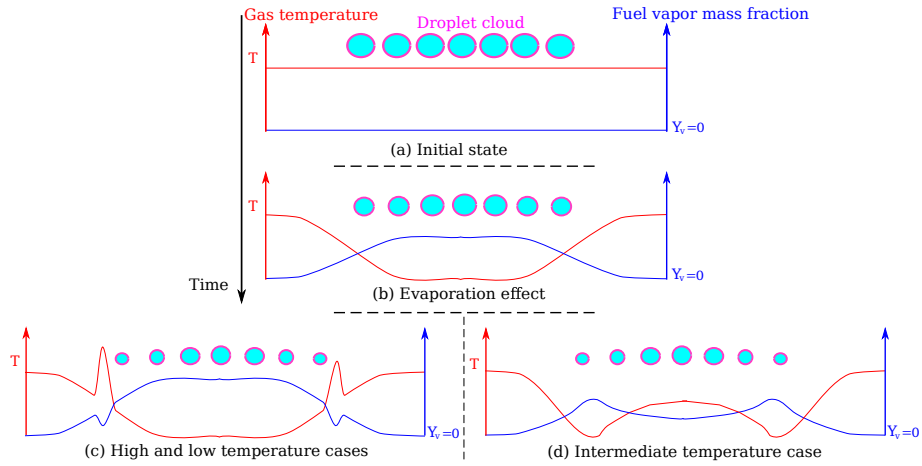 Gas temperature
Droplet cloud
Fuel vapor mass fraction
T
Yᵥ=0
(a) Initial state
T
Yᵥ=0
(b) Evaporation effect
Time
T
Yᵥ=0
(c) High and low temperature cases
T
Yᵥ=0
(d) Intermediate temperature case